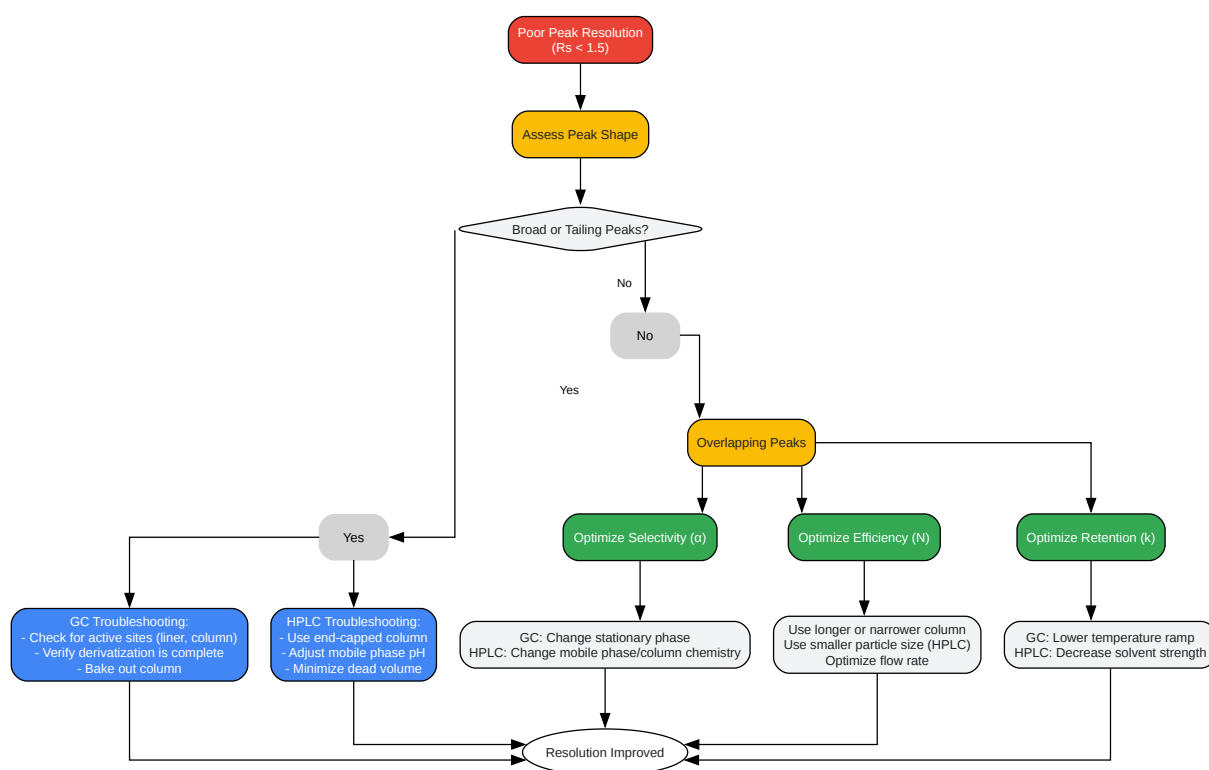 Poor Peak Resolution
(Rs < 1.5)
Assess Peak Shape
Broad or Tailing Peaks?
No
No
Yes
Overlapping Peaks
Yes
Optimize Selectivity (α)
Optimize Efficiency (N)
Optimize Retention (k)
GC Troubleshooting:
- Check for active sites (liner, column)
- Verify derivatization is complete
- Bake out column
HPLC Troubleshooting:
- Use end-capped column
- Adjust mobile phase pH
- Minimize dead volume
GC: Change stationary phase
HPLC: Change mobile phase/column chemistry
Use longer or narrower column
Use smaller particle size (HPLC)
Optimize flow rate
GC: Lower temperature ramp
HPLC: Decrease solvent strength
Resolution Improved